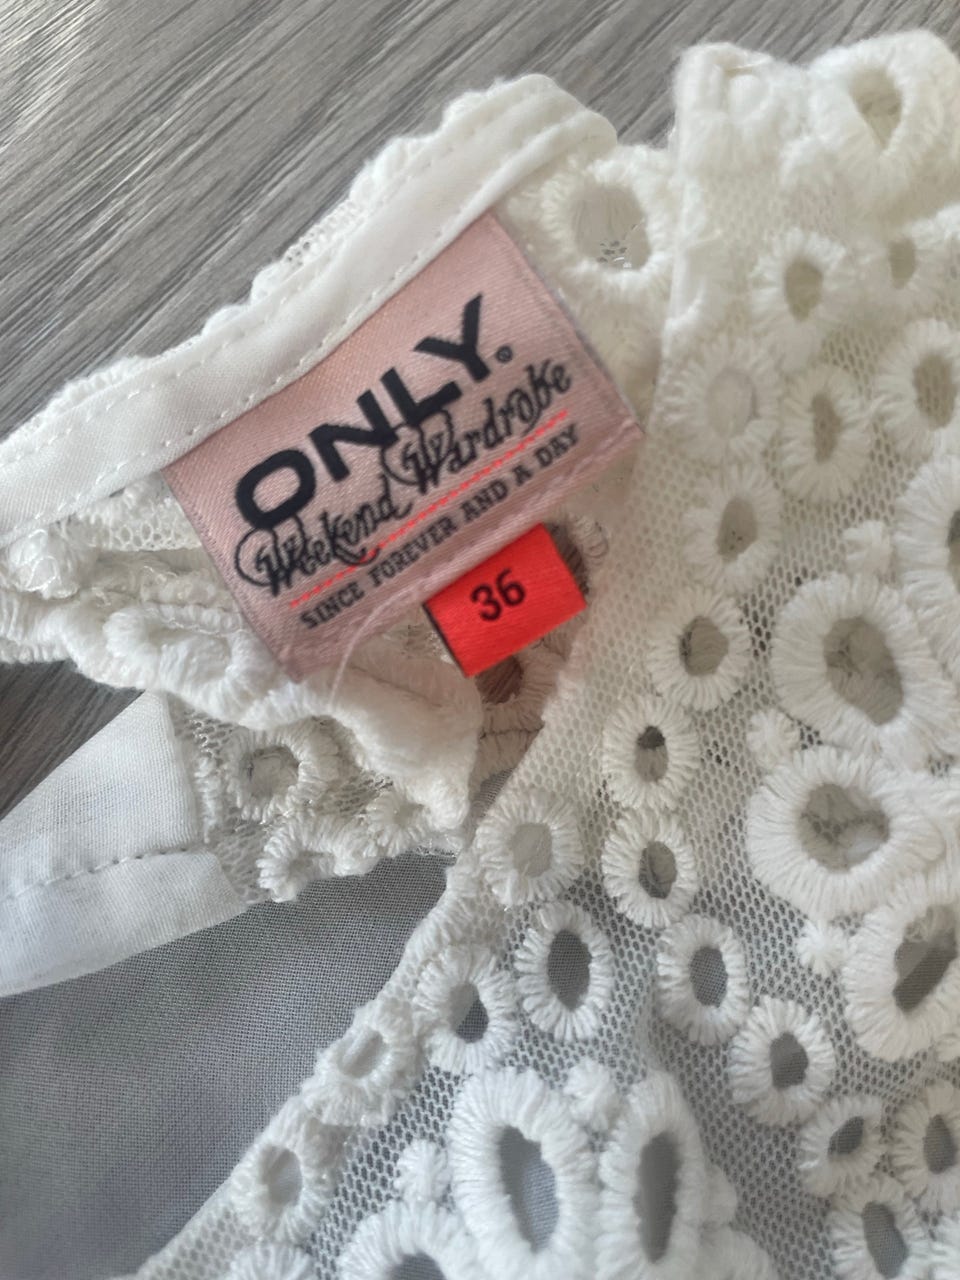 ONLY®
Weekend Wardrobe
SINCE FOREVER AND A DAY
36